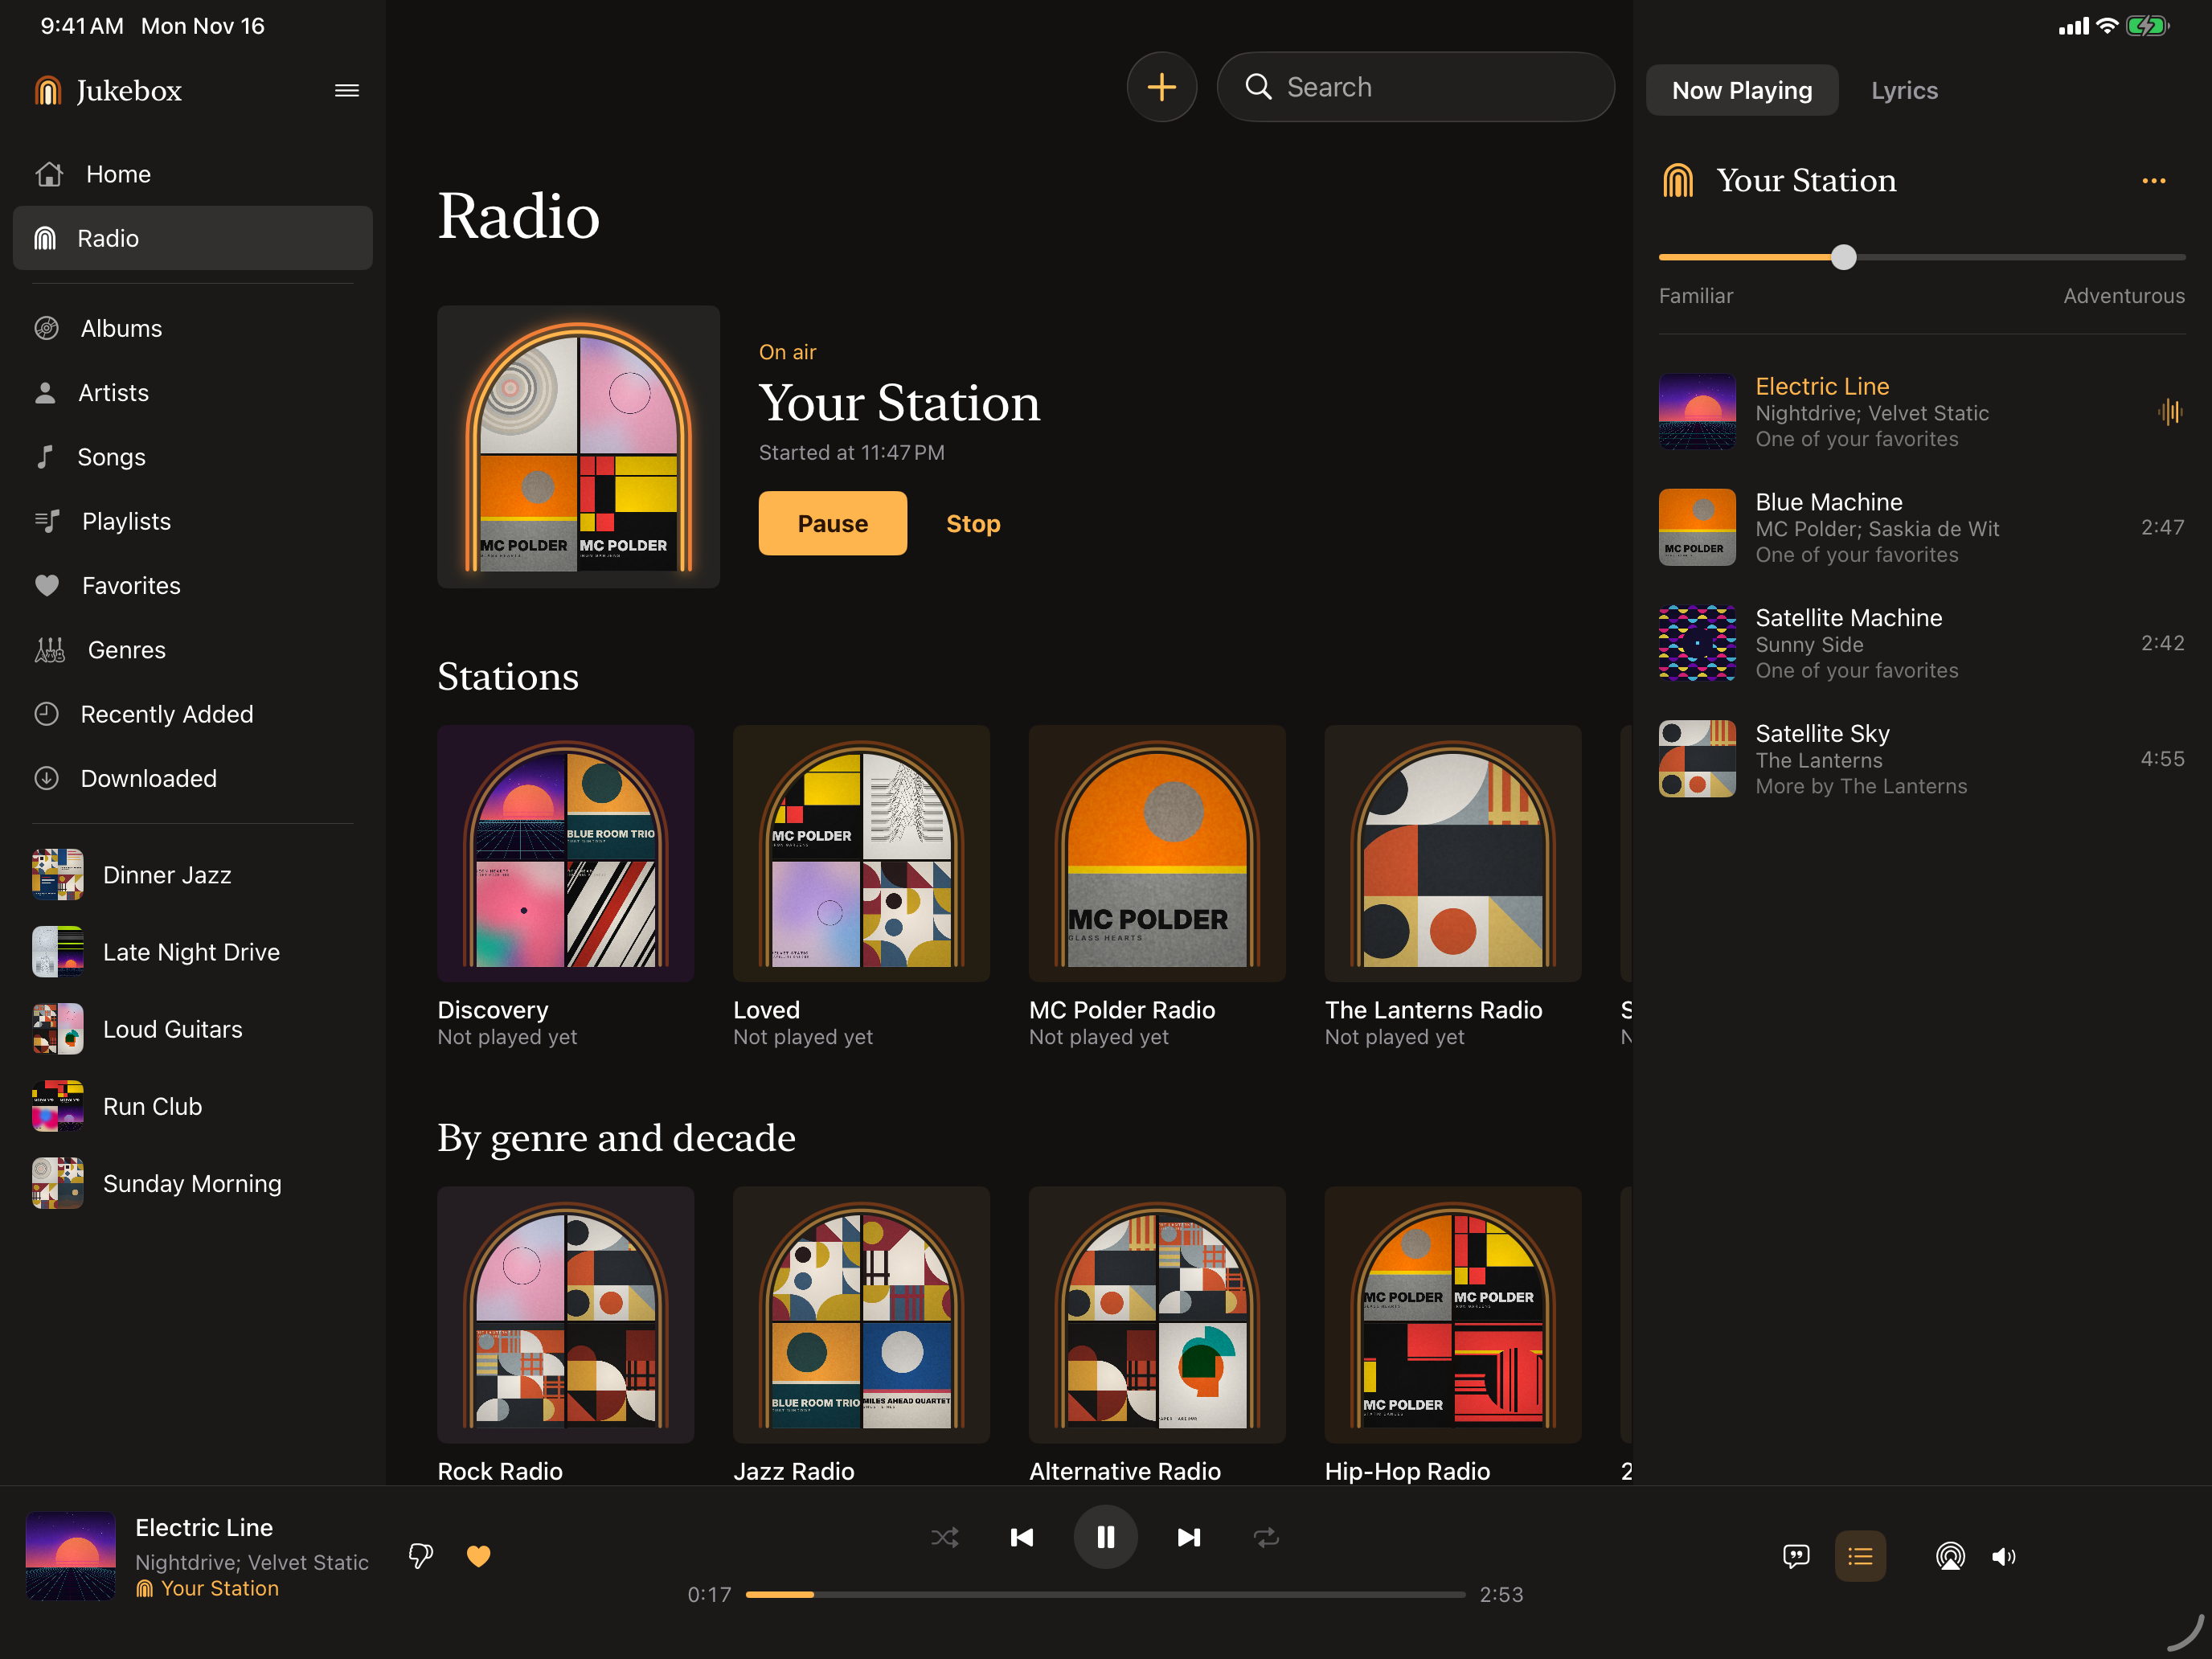 9:41 AM Mon Nov 16
Jukebox
Home
Radio
Albums
Artists
Songs
Playlists
Favorites
Genres
Recently Added
Downloaded
Dinner Jazz
Late Night Drive
Loud Guitars
Run Club
Sunday Morning
Search
Radio
MC POLDER
MC POLDER
On air
Your Station
Started at 11:47 PM
Pause
Stop
Stations
BLUE ROOM TRIO
Discovery
Not played yet
MC POLDER
Loved
Not played yet
MC POLDER
GLASS HEARTS
MC Polder Radio
Not played yet
The Lanterns Radio
Not played yet
By genre and decade
Rock Radio
BLUE ROOM TRIO
MILES AHEAD QUARTET
Jazz Radio
Alternative Radio
MC POLDER
MC POLDER
MC POLDER
Hip-Hop Radio
Now Playing
Lyrics
Your Station
Familiar
Adventurous
Electric Line
Nightdrive; Velvet Static
One of your favorites
MC POLDER
Blue Machine
MC Polder; Saskia de Wit
One of your favorites
2:47
Satellite Machine
Sunny Side
One of your favorites
2:42
Satellite Sky
The Lanterns
More by The Lanterns
4:55
Electric Line
Nightdrive; Velvet Static
Your Station
0:17
2:53